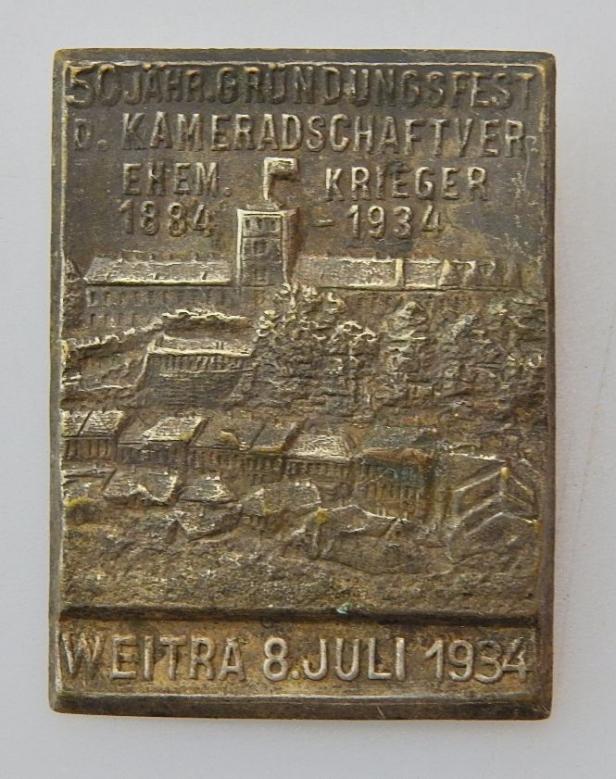 50 JÄHR. GRÜNDUNGSFEST
D. KAMERADSCHAFTVER.
EHEM. KRIEGER
1884 - 1934
WEITRA 8. JULI 1934